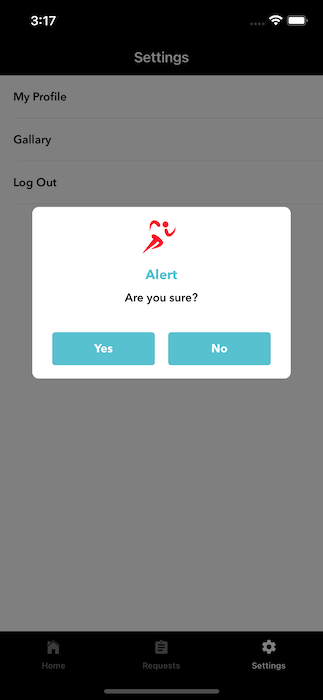 3:17
Settings
My Profile
Gallary
Log Out
Alert
Are you sure?
Yes
No
Home
Requests
Settings